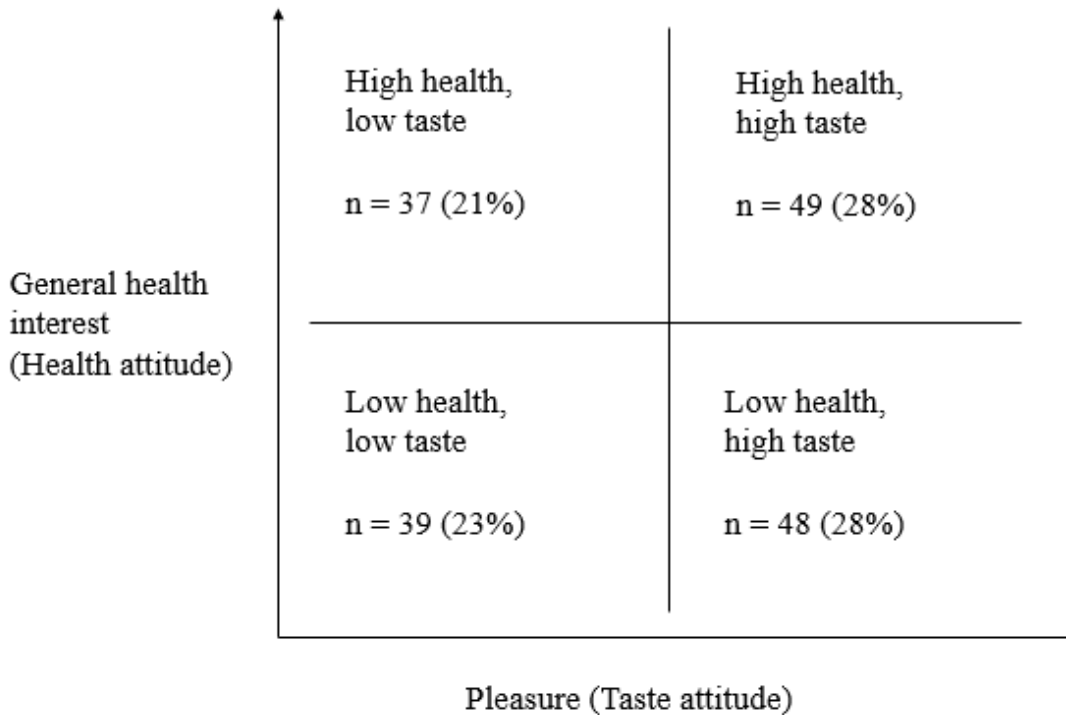 High health,
low taste
n = 37 (21%)
High health,
high taste
n = 49 (28%)
General health
interest
(Health attitude)
Low health,
low taste
n = 39 (23%)
Low health,
high taste
n = 48 (28%)
Pleasure (Taste attitude)